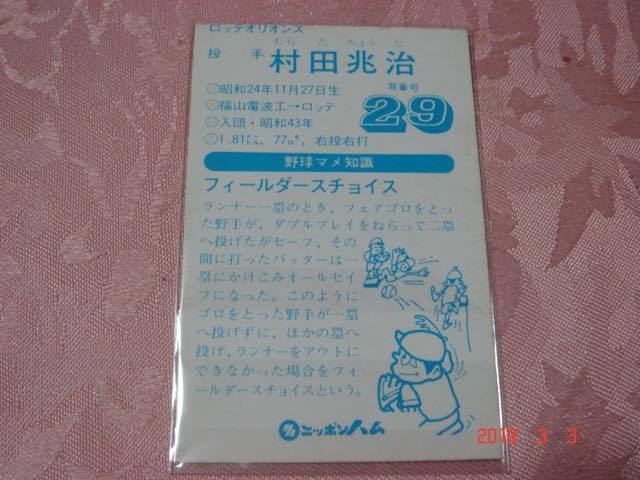 ロッテオリオンズ
むらたちょうじ
投手 村田兆治
○昭和24年11月27日生
背番号
○福山電波工→ロッテ
29
○入団・昭和43年
○1.81メートル, 77キロ, 右投右打
野球マメ知識
フィールダースチョイス
ランナー一塁のとき、フェアゴロをとっ
た野手が、ダブルプレイをねらって二塁
へ投げたがセーフ、その
間に打ったバッターは一
塁にかけこみオールセイ
フになった。このように
ゴロをとった野手が一塁
へ投げずに、ほかの塁へ
投げ、ランナーをアウトに
できなかった場合をフィ
ールダースチョイスという。
ニッポンハム
2019 3 3